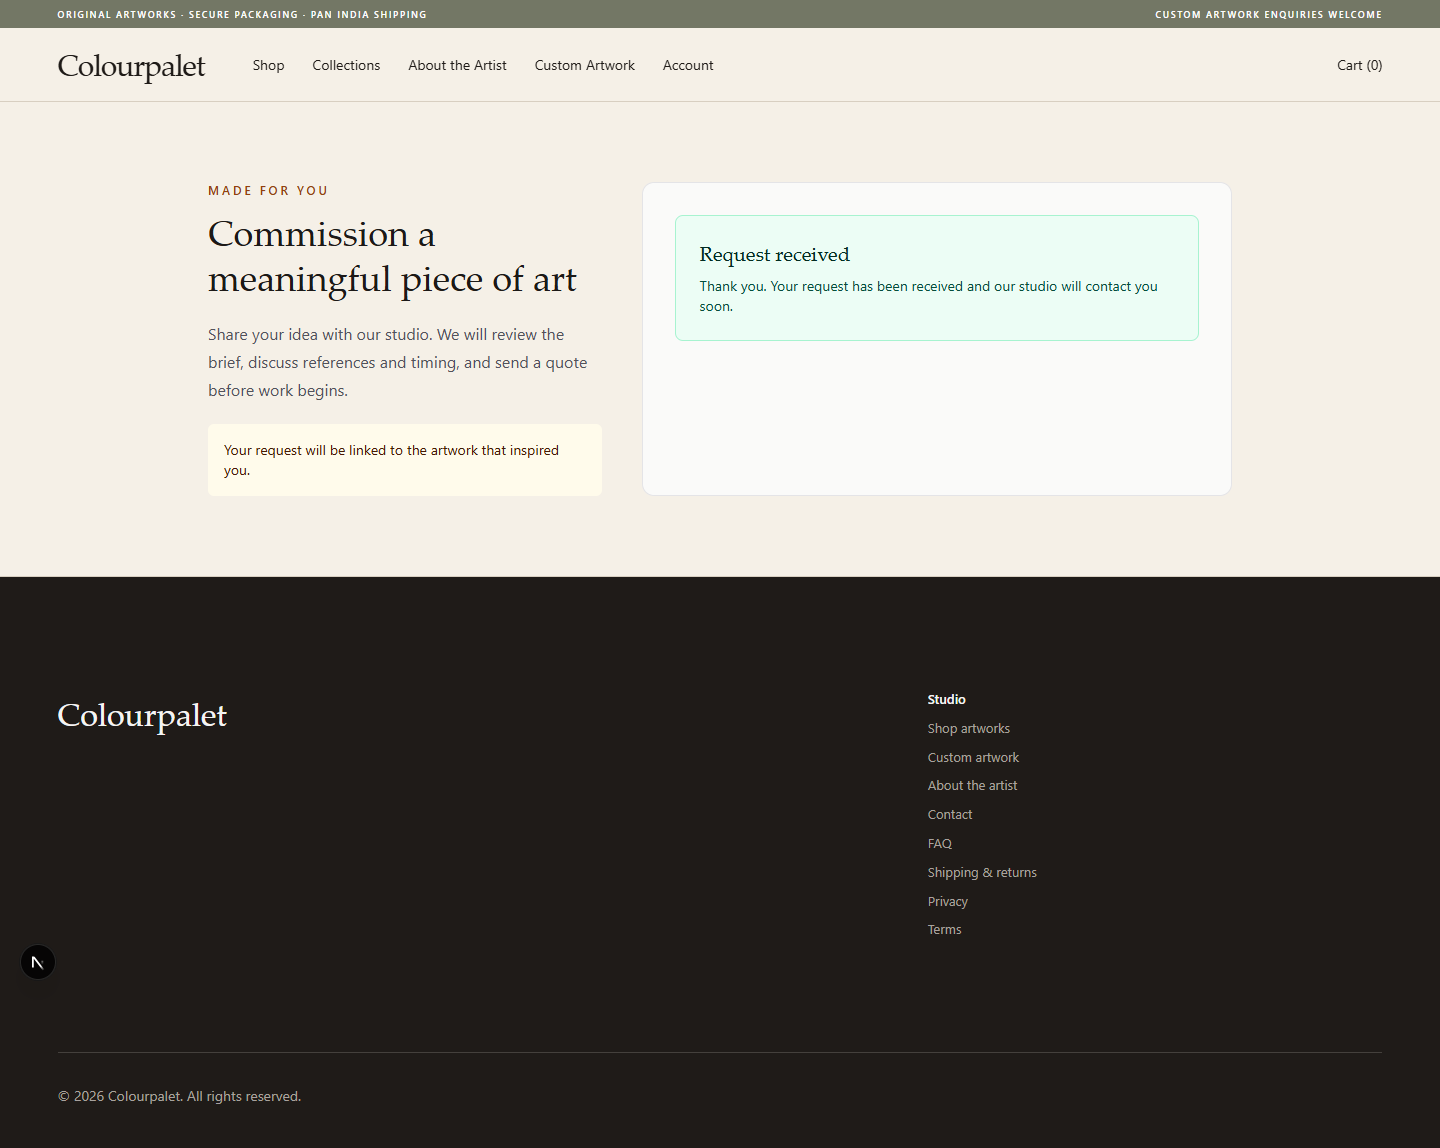 ORIGINAL ARTWORKS · SECURE PACKAGING · PAN INDIA SHIPPING
CUSTOM ARTWORK ENQUIRIES WELCOME
Colourpalet
Shop
Collections
About the Artist
Custom Artwork
Account
Cart (0)
MADE FOR YOU
Commission a
meaningful piece of art
Share your idea with our studio. We will review the
brief, discuss references and timing, and send a quote
before work begins.
Your request will be linked to the artwork that inspired
you.
Request received
Thank you. Your request has been received and our studio will contact you
soon.
Colourpalet
Studio
Shop artworks
Custom artwork
About the artist
Contact
FAQ
Shipping & returns
Privacy
Terms
© 2026 Colourpalet. All rights reserved.